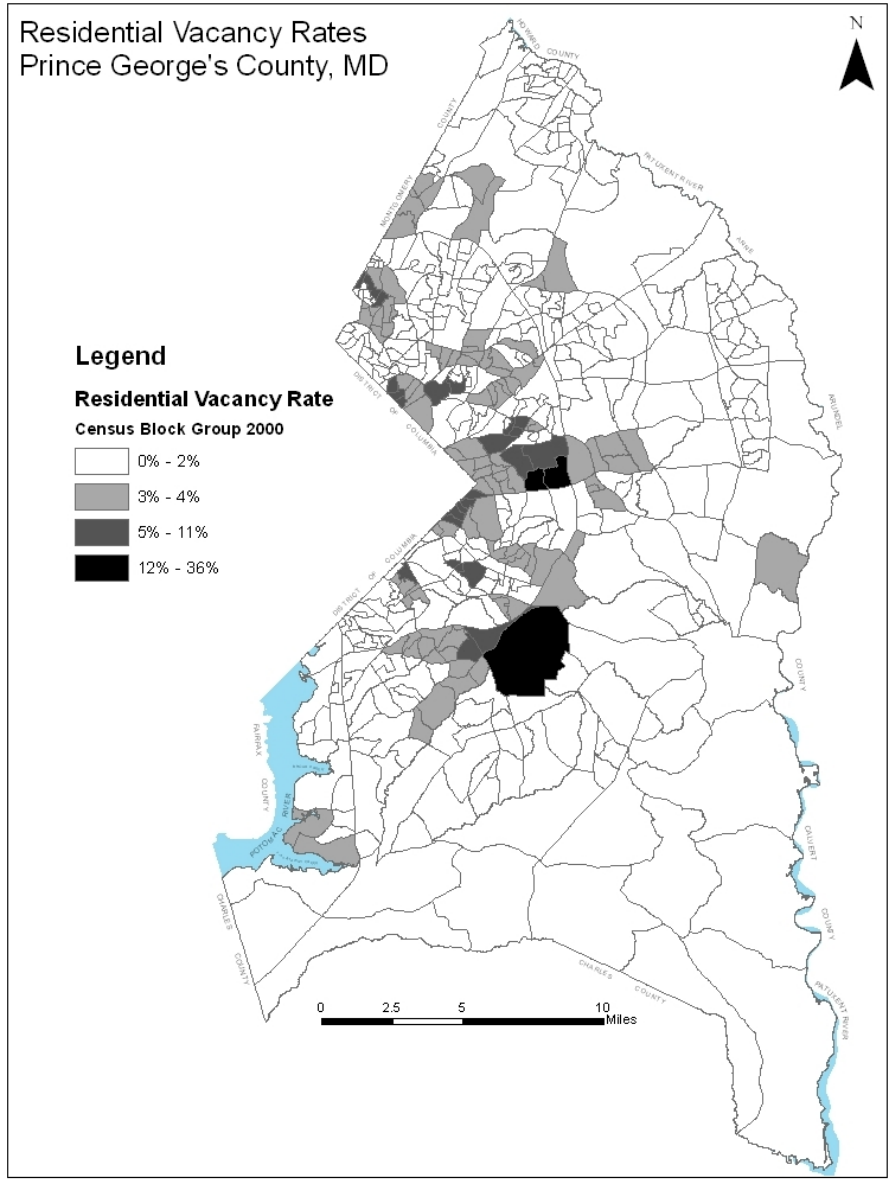 Residential Vacancy Rates
Prince George's County, MD
N
HOWARD COUNTY
MONTGOMERY COUNTY
PATUXENT RIVER
ANNE
ARUNDEL
COUNTY
Legend
Residential Vacancy Rate
Census Block Group 2000
0% - 2%
3% - 4%
5% - 11%
12% - 36%
DISTRICT OF COLUMBIA
DISTRICT OF COLUMBIA
FAIRFAX COUNTY
POTOMAC RIVER
CALVERT COUNTY
CHARLES COUNTY
CHARLES COUNTY
PATUXENT RIVER
0 2.5 5 10
Miles